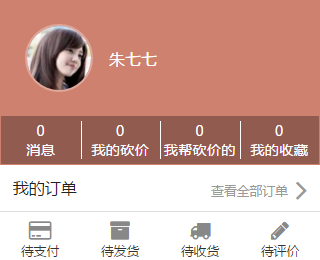 朱七七
0 0 0 0
消息 我的砍价 我帮砍价的 我的收藏
我的订单 查看全部订单
待支付 待发货 待收货 待评价